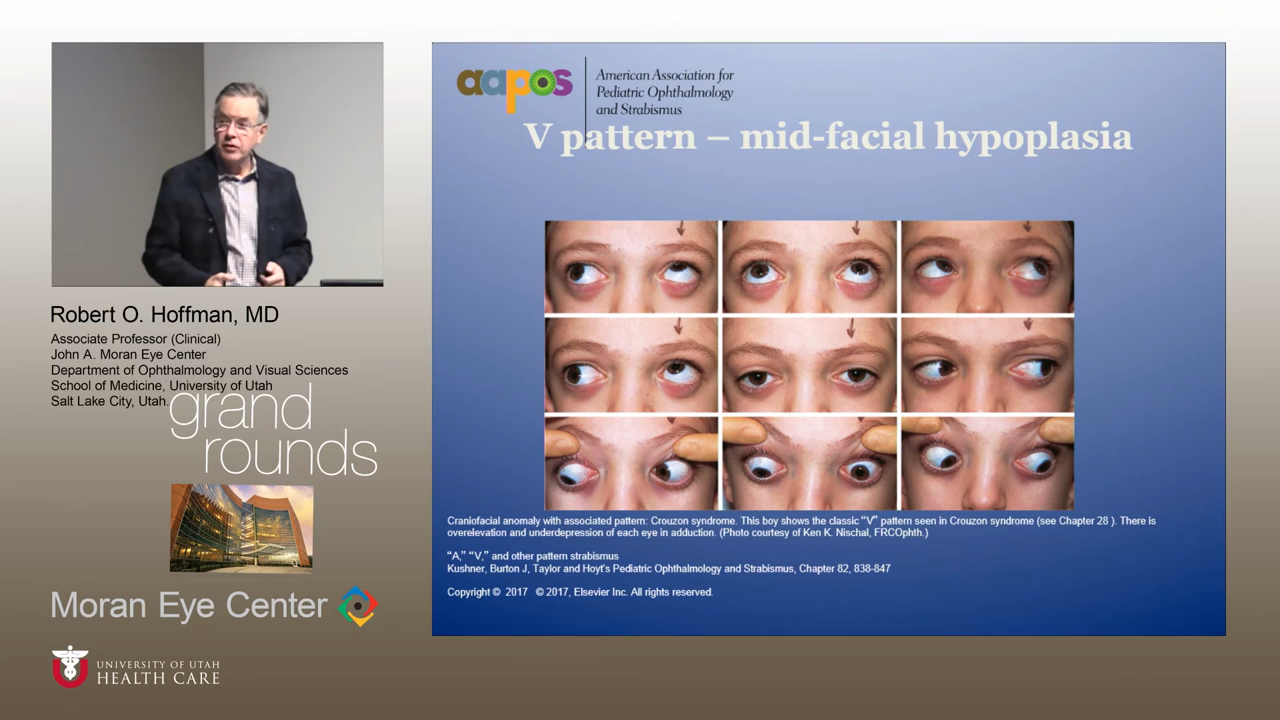 aapos
American Association for
Pediatric Ophthalmology
and Strabismus
V pattern – mid-facial hypoplasia
Robert O. Hoffman, MD
Associate Professor (Clinical)
John A. Moran Eye Center
Department of Ophthalmology and Visual Sciences
School of Medicine, University of Utah
Salt Lake City, Utah.
grand
rounds
Moran Eye Center
UNIVERSITY OF UTAH
HEALTH CARE
Craniofacial anomaly with associated pattern: Crouzon syndrome. This boy shows the classic “V” pattern seen in Crouzon syndrome (see Chapter 28 ). There is
overelevation and underdepression of each eye in adduction. (Photo courtesy of Ken K. Nischal, FRCOphth.)
“A,” “V,” and other pattern strabismus
Kushner, Burton J, Taylor and Hoyt's Pediatric Ophthalmology and Strabismus, Chapter 82, 838-847
Copyright © 2017 © 2017, Elsevier Inc. All rights reserved.